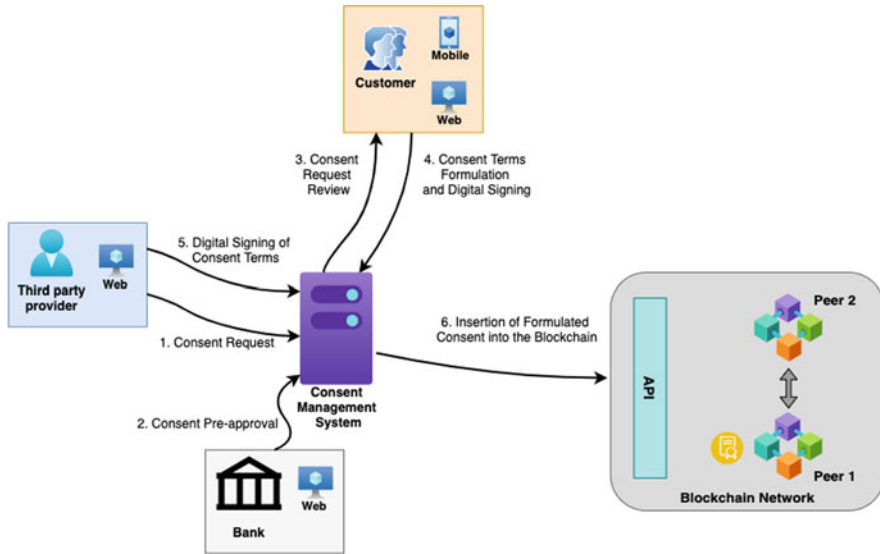 Customer
Mobile
Web
3. Consent
Request
Review
4. Consent Terms
Formulation
and Digital Signing
Third party
provider
Web
5. Digital Signing of
Consent Terms
1. Consent Request
Consent
Management
System
2. Consent Pre-approval
Bank
Web
6. Insertion of Formulated
Consent into the Blockchain
API
Peer 2
Peer 1
Blockchain Network